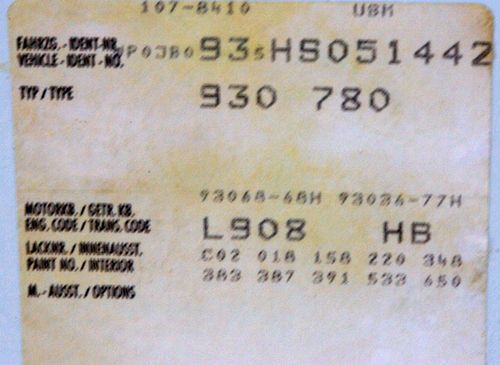 107-8410 USM
FAHRZG.-IDENT-NR. WP0JB0935HS051442
VEHICLE-IDENT-NO.
TYP/TYPE 930 780
93068-68H 93036-77H
MOTORKB./GETR.KB.
ENG.CODE/TRANS.CODE L908 HB
LACKNR./INNENAUSST. C02 018 158 220 348
PAINT NO./INTERIOR 383 387 391 533 650
M.-AUSST./OPTIONS